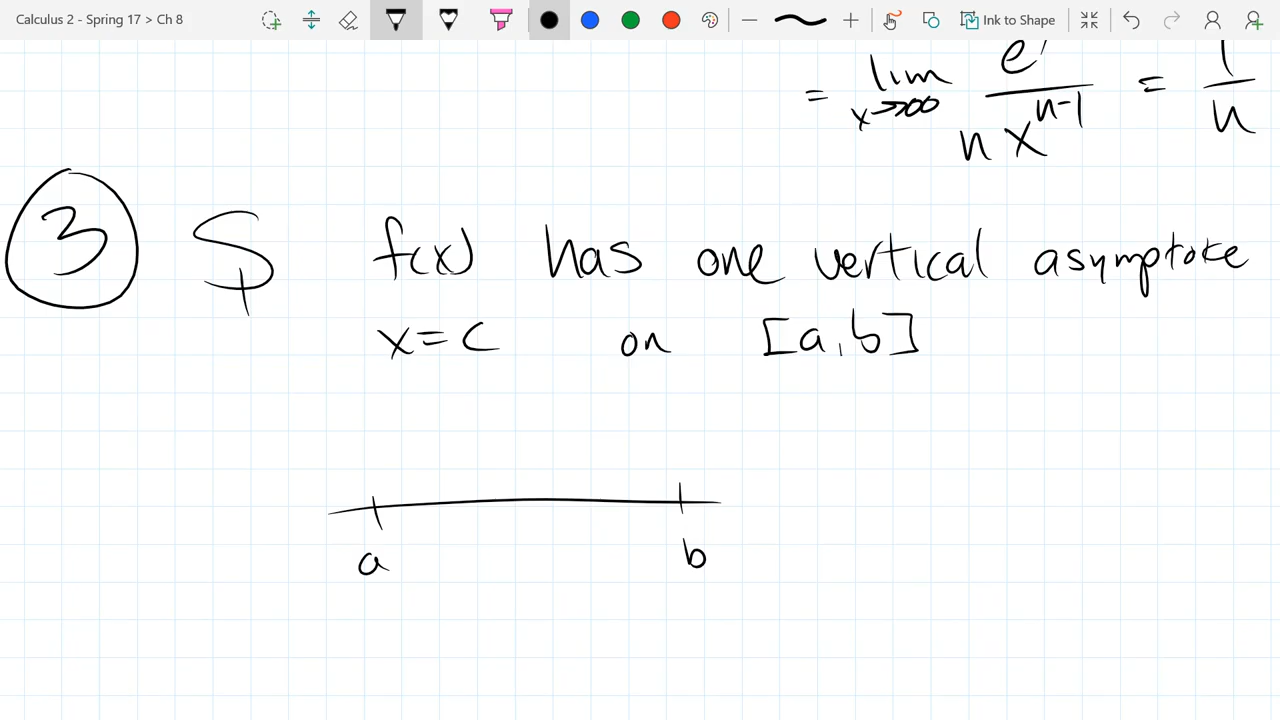 Calculus 2 - Spring 17 > Ch 8
Ink to Shape
= lim x→∞ e / n x^{n-1} = 1 / n
3 S f(x) has one vertical asymptote
x = c on [a,b]
a b